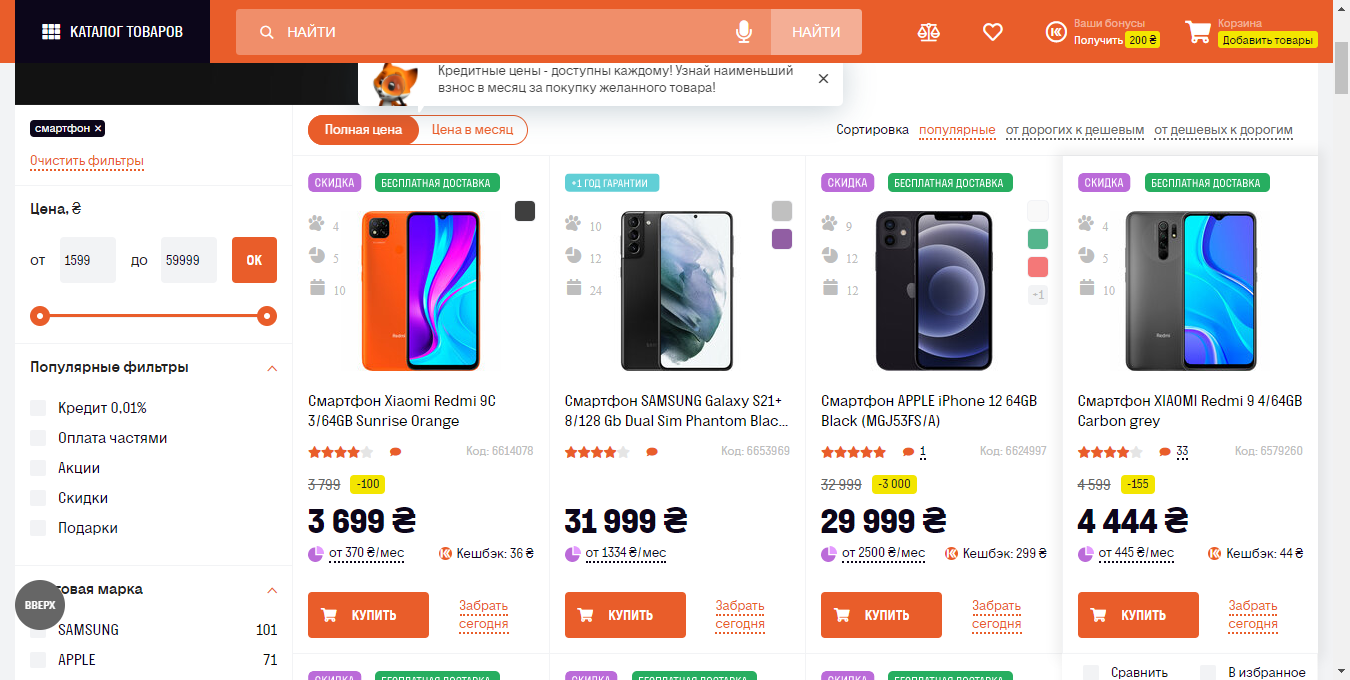 КАТАЛОГ ТОВАРОВ
НАЙТИ
НАЙТИ
Ваши бонусы
Получить 200 ₴
Корзина
Добавить товары
Кредитные цены - доступны каждому! Узнай наименьший
взнос в месяц за покупку желанного товара!
смартфон ×
Очистить фильтры
Цена, ₴
от 1599 до 59999 OK
Популярные фильтры
Кредит 0,01%
Оплата частями
Акции
Скидки
Подарки
ВВЕРХ
говая марка
SAMSUNG 101
APPLE 71
Полная цена
Цена в месяц
Сортировка популярные от дорогих к дешевым от дешевых к дорогим
СКИДКА БЕСПЛАТНАЯ ДОСТАВКА
4
5
10
Redmi
Смартфон Xiaomi Redmi 9C
3/64GB Sunrise Orange
Код: 6614078
3 799 -100
3 699 ₴
от 370 ₴/мес Кешбэк: 36 ₴
КУПИТЬ
Забрать
сегодня
+1 ГОД ГАРАНТИИ
10
12
24
Смартфон SAMSUNG Galaxy S21+
8/128 Gb Dual Sim Phantom Blac...
Код: 6653969
31 999 ₴
от 1334 ₴/мес
КУПИТЬ
Забрать
сегодня
СКИДКА БЕСПЛАТНАЯ ДОСТАВКА
9
12
12
+1
Смартфон APPLE iPhone 12 64GB
Black (MGJ53FS/A)
1 Код: 6624997
32 999 -3 000
29 999 ₴
от 2500 ₴/мес Кешбэк: 299 ₴
КУПИТЬ
Забрать
сегодня
СКИДКА БЕСПЛАТНАЯ ДОСТАВКА
4
5
10
Redmi
Смартфон XIAOMI Redmi 9 4/64GB
Carbon grey
33 Код: 6579260
4 599 -155
4 444 ₴
от 445 ₴/мес Кешбэк: 44 ₴
КУПИТЬ
Забрать
сегодня
Сравнить В избранное
СКИДКА БЕСПЛАТНАЯ ДОСТАВКА
СКИДКА БЕСПЛАТНАЯ ДОСТАВКА
СКИДКА БЕСПЛАТНАЯ ДОСТАВКА